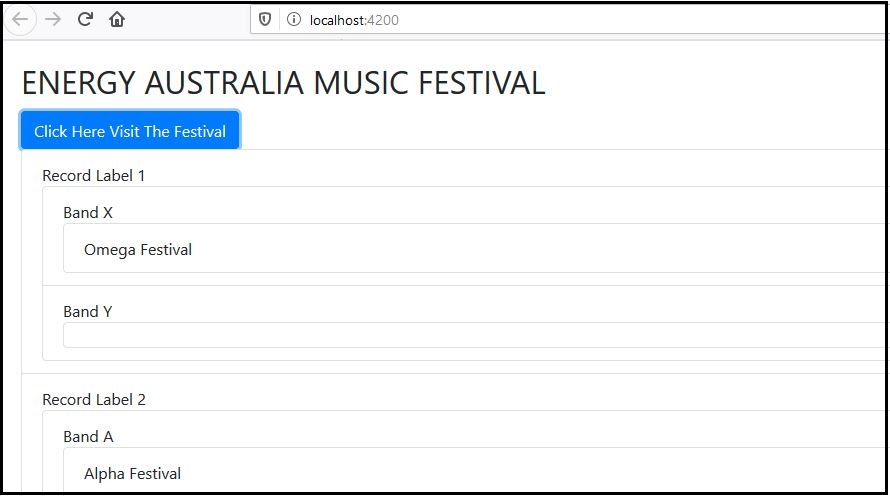 localhost:4200
ENERGY AUSTRALIA MUSIC FESTIVAL
Click Here Visit The Festival
Record Label 1
Band X
Omega Festival
Band Y
Record Label 2
Band A
Alpha Festival